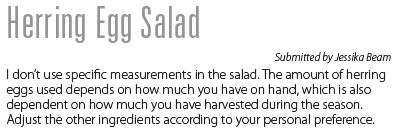 Herring Egg Salad
Submitted by Jessika Beam
I don't use specific measurements in the salad. The amount of herring
eggs used depends on how much you have on hand, which is also
dependent on how much you have harvested during the season.
Adjust the other ingredients according to your personal preference.